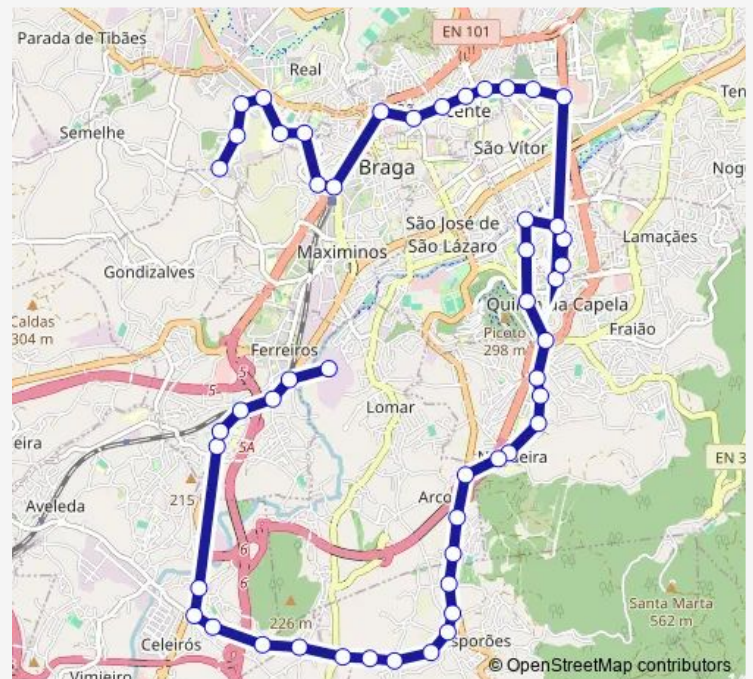 EN 101
Parada de Tibães
Real
Ten
Semelhe
São Vítor
Braga
Nog
São José de
São Lázaro
Lamaçães
Maximinos
Gondizalves
Caldas
304 m
Picoto
298 m
Fraião
Ferreiros
5
5
Lomar
eira
5A
EN 3
215
Aveleda
Arco
6
6
Santa Marta
562 m
226 m
Celeirós
sporões
Vimieiro
© OpenStreetMap contributors